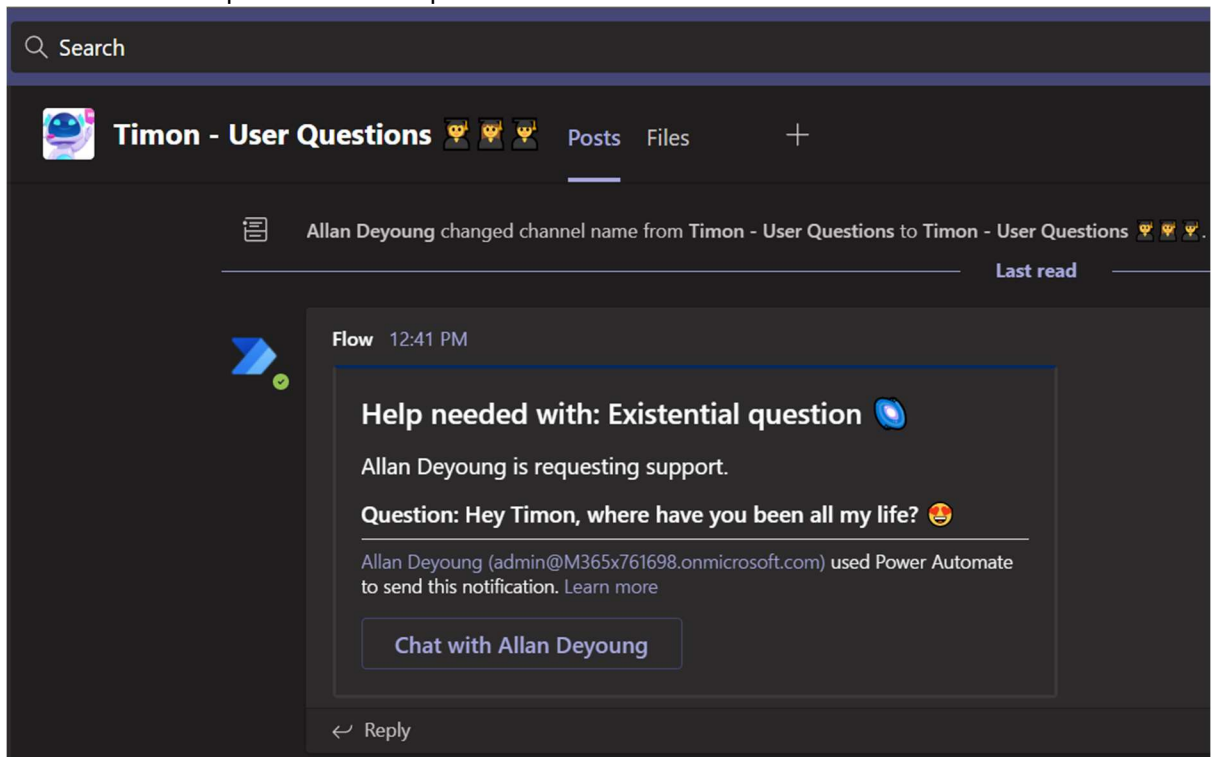 Search
Timon - User Questions 👩‍🎓👩‍🎓👩‍🎓 Posts Files +
Allan Deyoung changed channel name from Timon - User Questions to Timon - User Questions 👩‍🎓👩‍🎓👩‍🎓.
Last read
Flow 12:41 PM
Help needed with: Existential question 🌌
Allan Deyoung is requesting support.
Question: Hey Timon, where have you been all my life? 😍
Allan Deyoung (admin@M365x761698.onmicrosoft.com) used Power Automate
to send this notification. Learn more
Chat with Allan Deyoung
Reply